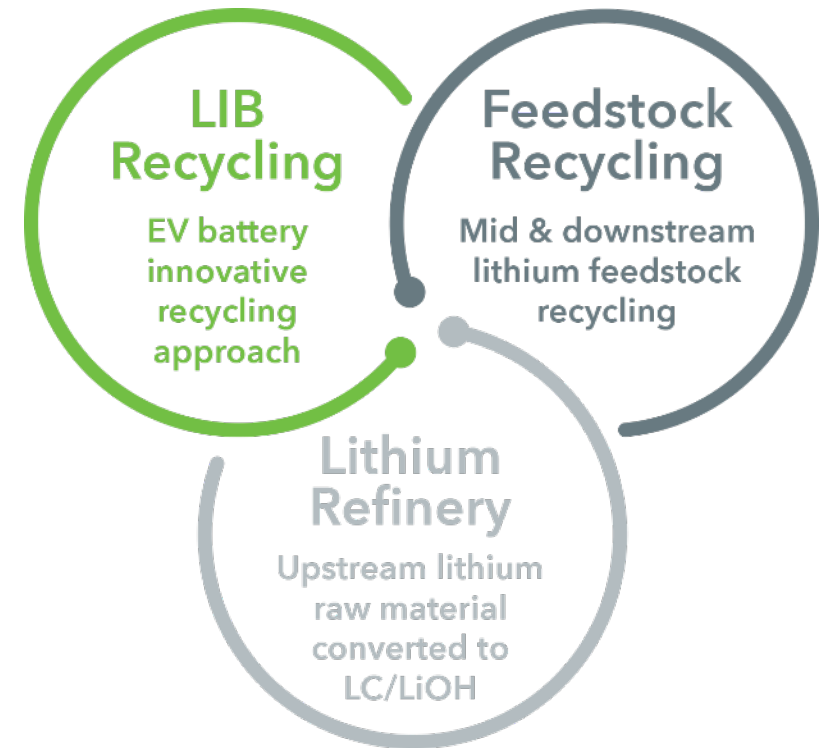 LIB
Recycling
EV battery
innovative
recycling
approach
Feedstock
Recycling
Mid & downstream
lithium feedstock
recycling
Lithium
Refinery
Upstream lithium
raw material
converted to
LC/LiOH